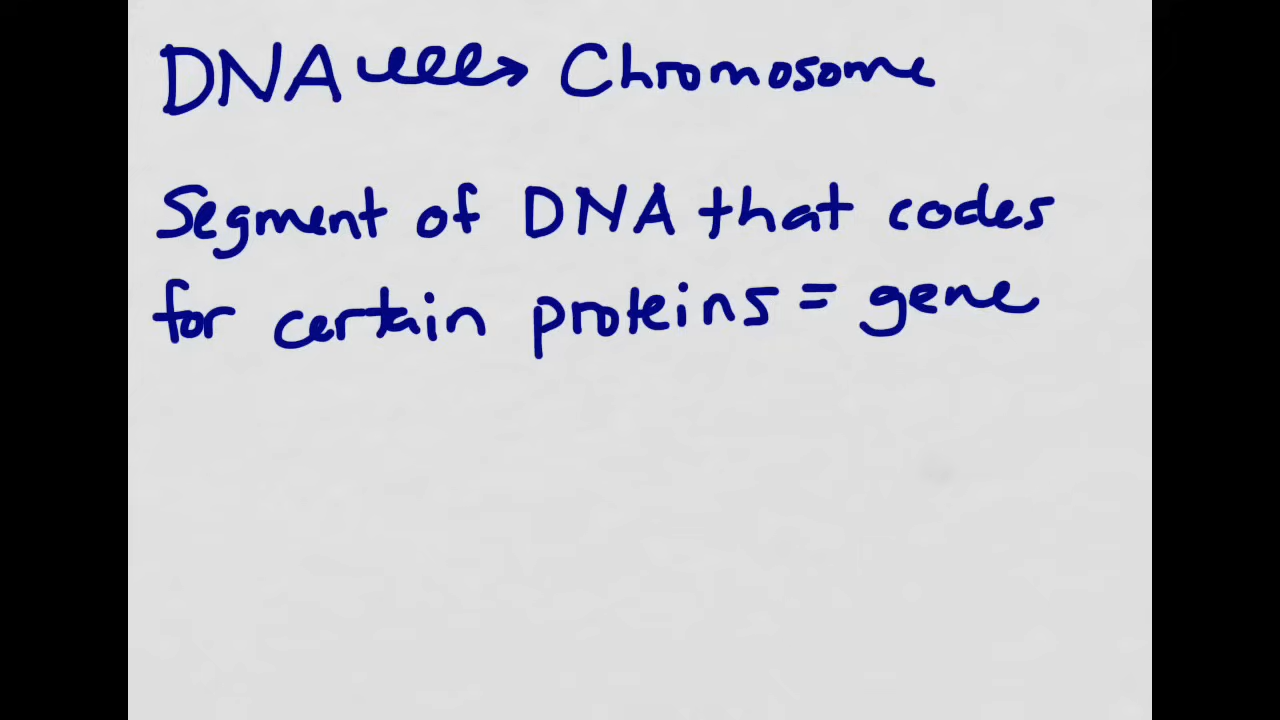 DNA → Chromosome
Segment of DNA that codes
for certain proteins = gene